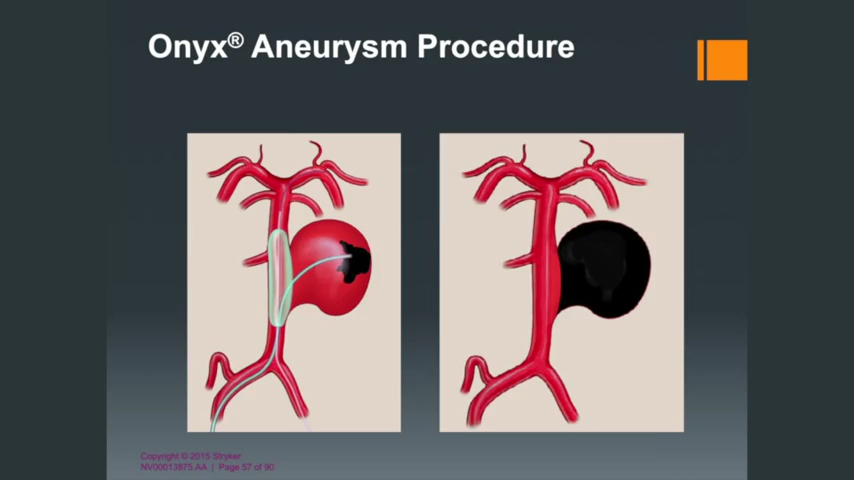 Onyx® Aneurysm Procedure
Copyright © 2015 Stryker
NV00013875.AA | Page 57 of 90